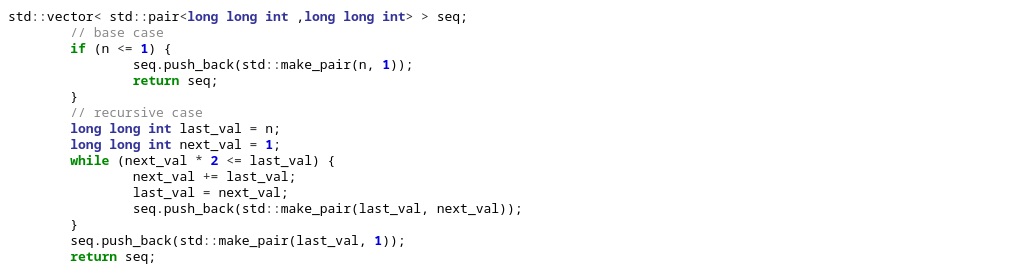 std::vector< std::pair<long long int ,long long int> > seq;
// base case
if (n <= 1) {
seq.push_back(std::make_pair(n, 1));
return seq;
}
// recursive case
long long int last_val = n;
long long int next_val = 1;
while (next_val * 2 <= last_val) {
next_val += last_val;
last_val = next_val;
seq.push_back(std::make_pair(last_val, next_val));
}
seq.push_back(std::make_pair(last_val, 1));
return seq;